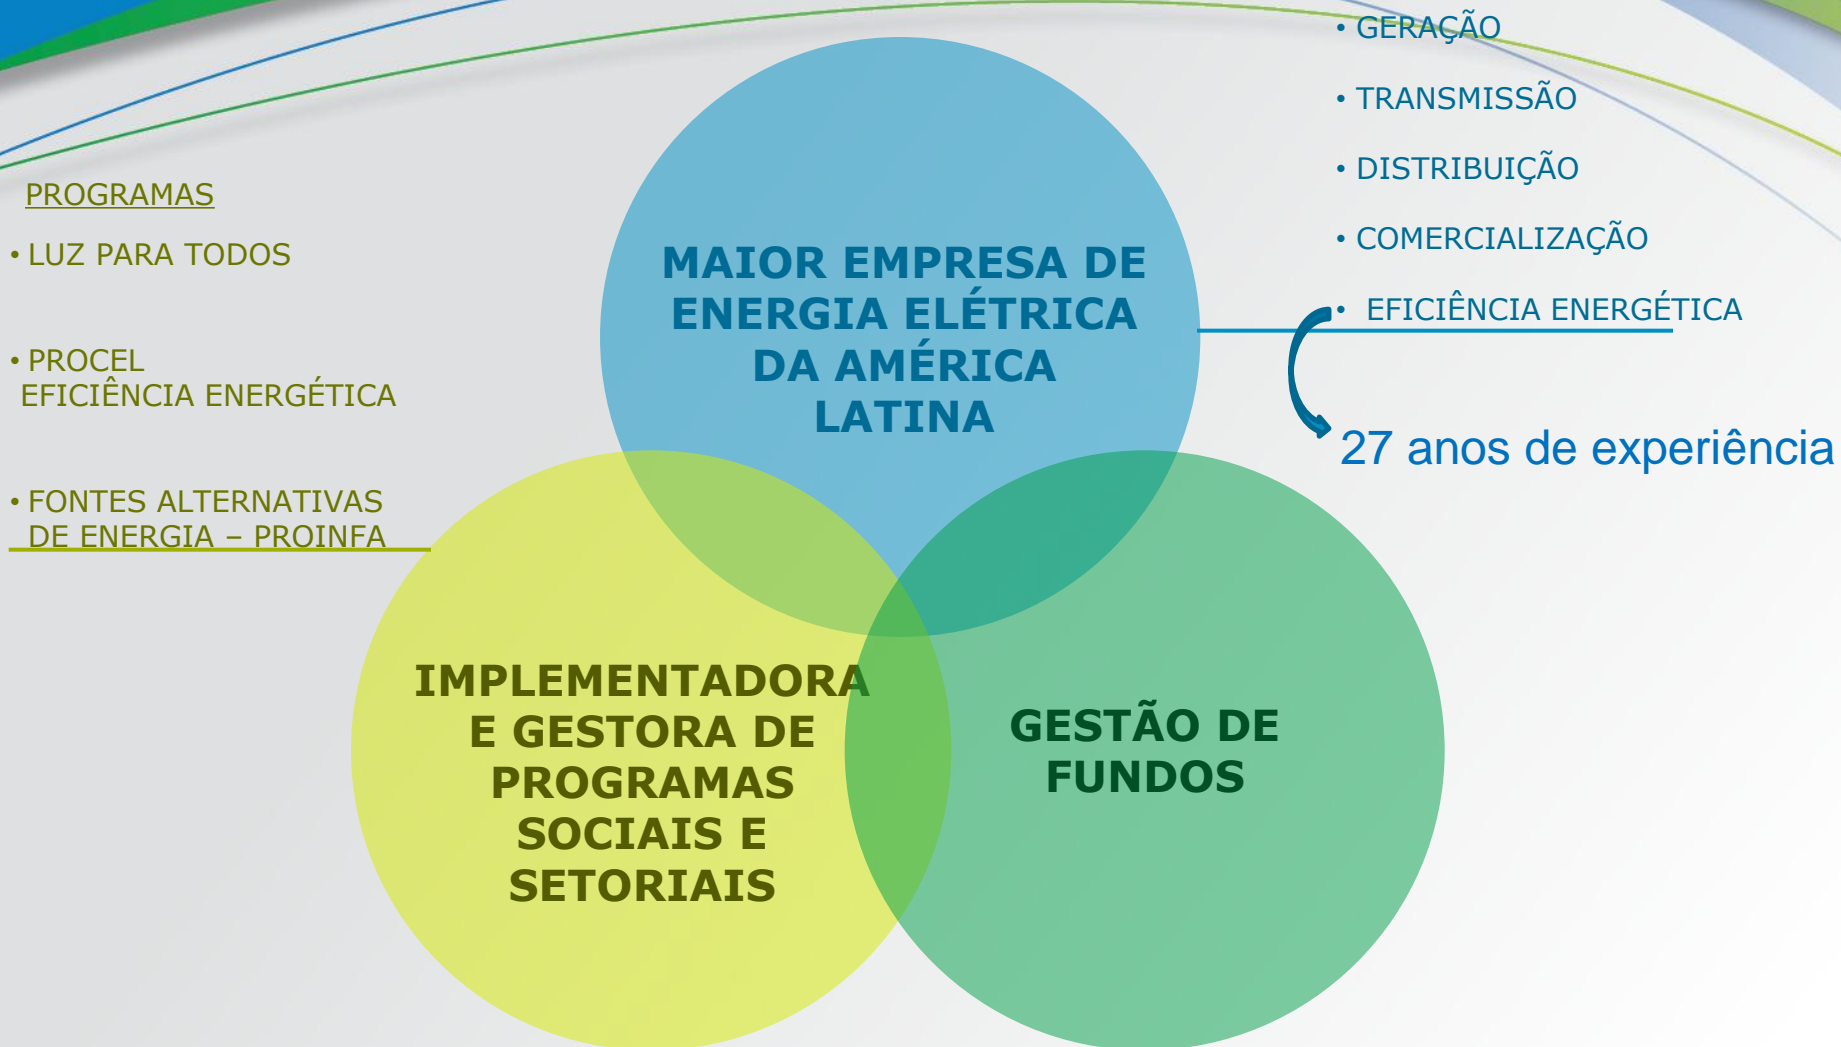 • GERAÇÃO
• TRANSMISSÃO
• DISTRIBUIÇÃO
• COMERCIALIZAÇÃO
• EFICIÊNCIA ENERGÉTICA
27 anos de experiência
PROGRAMAS
• LUZ PARA TODOS
• PROCEL
EFICIÊNCIA ENERGÉTICA
• FONTES ALTERNATIVAS
DE ENERGIA – PROINFA
MAIOR EMPRESA DE
ENERGIA ELÉTRICA
DA AMÉRICA
LATINA
IMPLEMENTADORA
E GESTORA DE
PROGRAMAS
SOCIAIS E
SETORIAIS
GESTÃO DE
FUNDOS